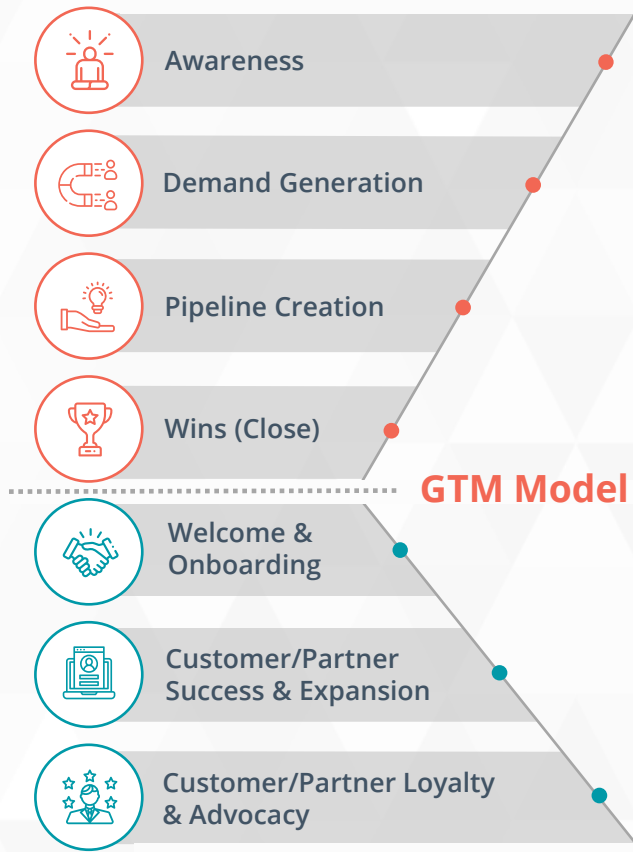 Awareness
Demand Generation
Pipeline Creation
Wins (Close)
GTM Model
Welcome &
Onboarding
Customer/Partner
Success & Expansion
Customer/Partner Loyalty
& Advocacy